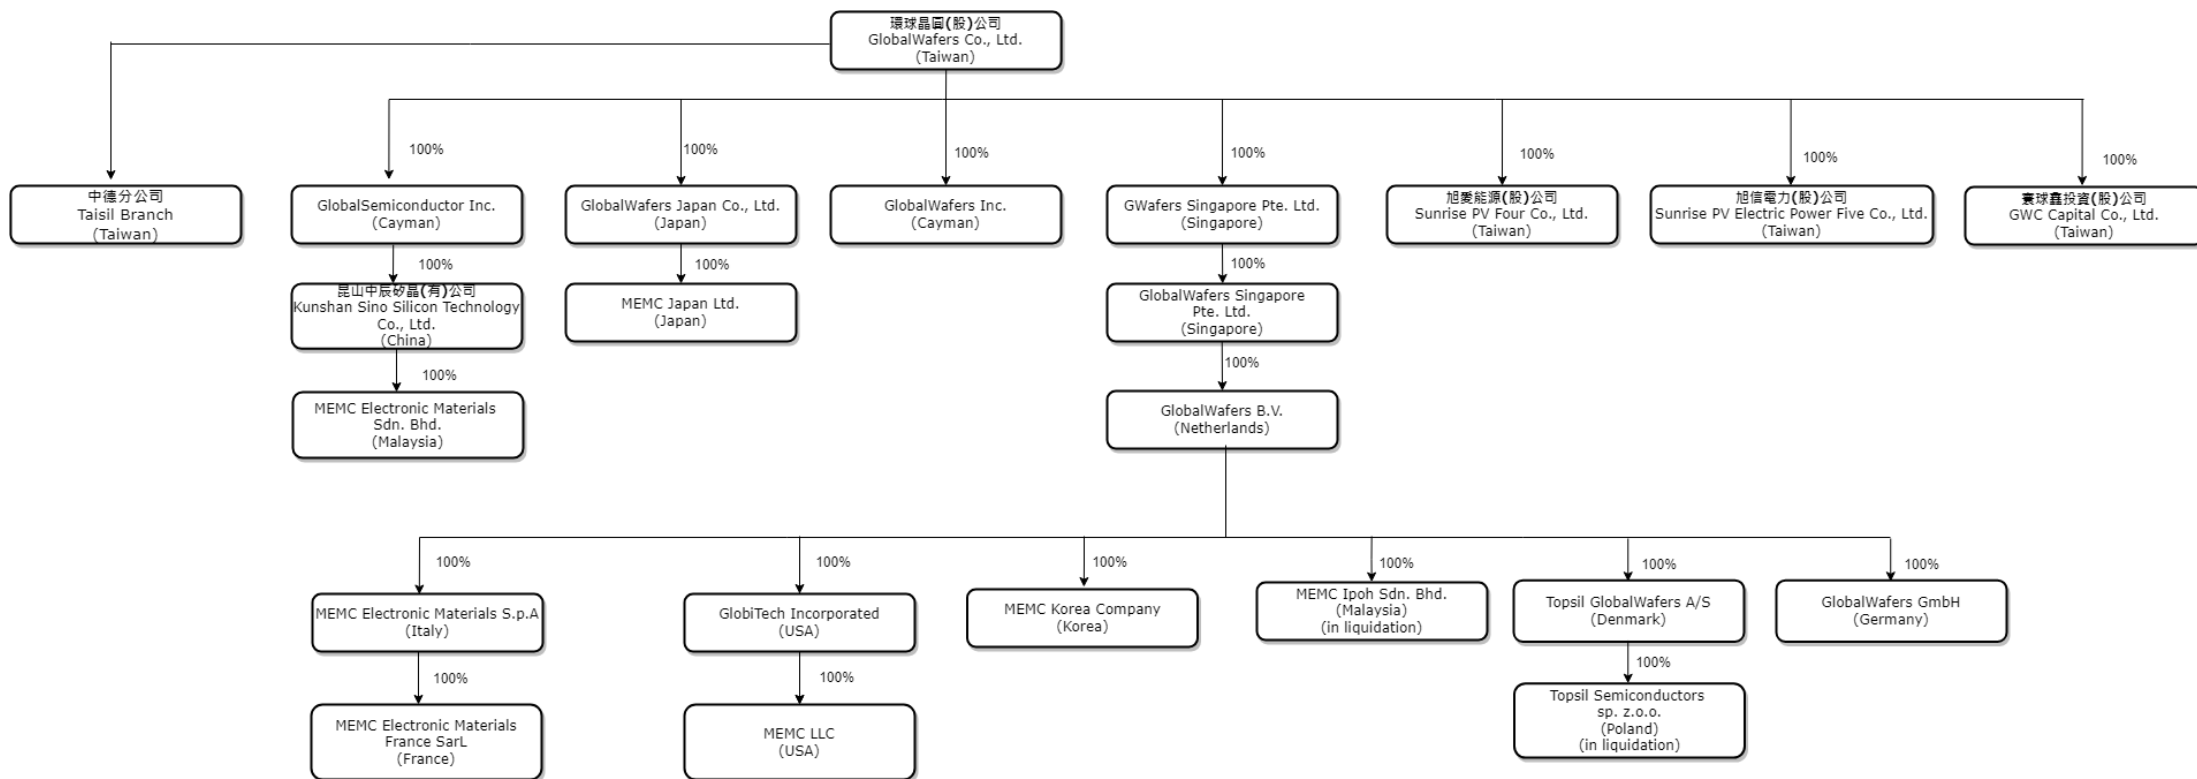 環球晶圓(股)公司
GlobalWafers Co., Ltd.
(Taiwan)
100%
100%
100%
100%
100%
100%
100%
中德分公司
Taisil Branch
(Taiwan)
GlobalSemiconductor Inc.
(Cayman)
GlobalWafers Japan Co., Ltd.
(Japan)
GlobalWafers Inc.
(Cayman)
GWafers Singapore Pte. Ltd.
(Singapore)
旭愛能源(股)公司
Sunrise PV Four Co., Ltd.
(Taiwan)
旭信電力(股)公司
Sunrise PV Electric Power Five Co., Ltd.
(Taiwan)
寰球鑫投資(股)公司
GWC Capital Co., Ltd.
(Taiwan)
100%
100%
100%
昆山中辰矽晶(有)公司
Kunshan Sino Silicon Technology
Co., Ltd.
(China)
MEMC Japan Ltd.
(Japan)
GlobalWafers Singapore
Pte. Ltd.
(Singapore)
100%
100%
MEMC Electronic Materials
Sdn. Bhd.
(Malaysia)
GlobalWafers B.V.
(Netherlands)
100%
100%
100%
100%
100%
100%
MEMC Electronic Materials S.p.A
(Italy)
GlobiTech Incorporated
(USA)
MEMC Korea Company
(Korea)
MEMC Ipoh Sdn. Bhd.
(Malaysia)
(in liquidation)
Topsil GlobalWafers A/S
(Denmark)
GlobalWafers GmbH
(Germany)
100%
100%
100%
MEMC Electronic Materials
France SarL
(France)
MEMC LLC
(USA)
Topsil Semiconductors
sp. z.o.o.
(Poland)
(in liquidation)